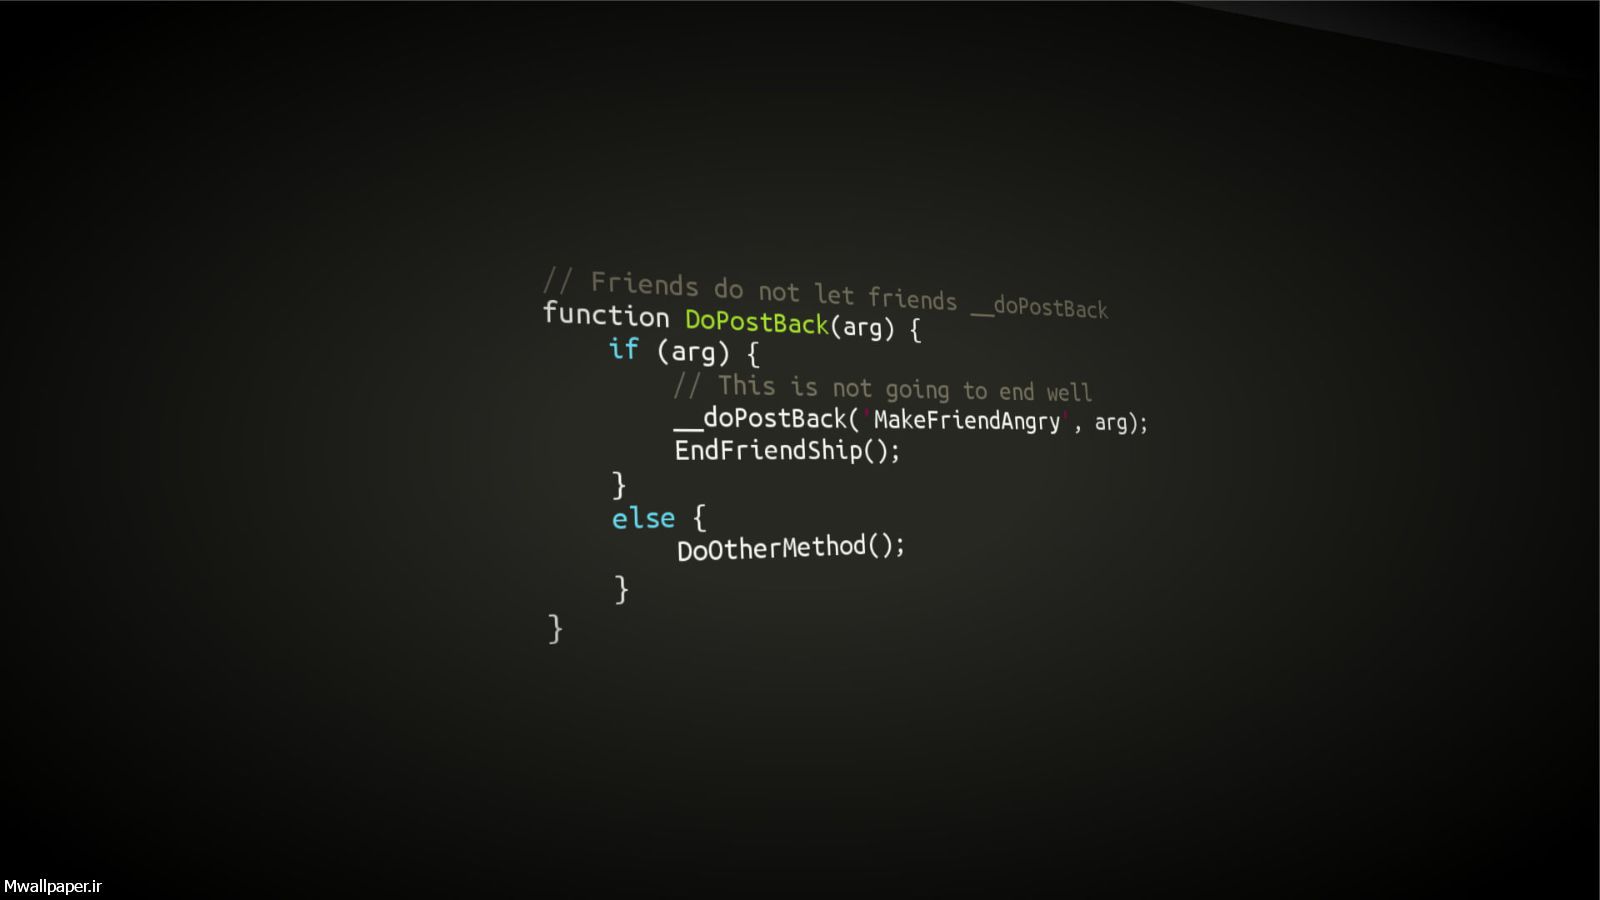 // Friends do not let friends __doPostBack
function DoPostBack(arg) {
    if (arg) {
        // This is not going to end well
        __doPostBack('MakeFriendAngry', arg);
        EndFriendShip();
    }
    else {
        DoOtherMethod();
    }
}
Mwallpaper.ir